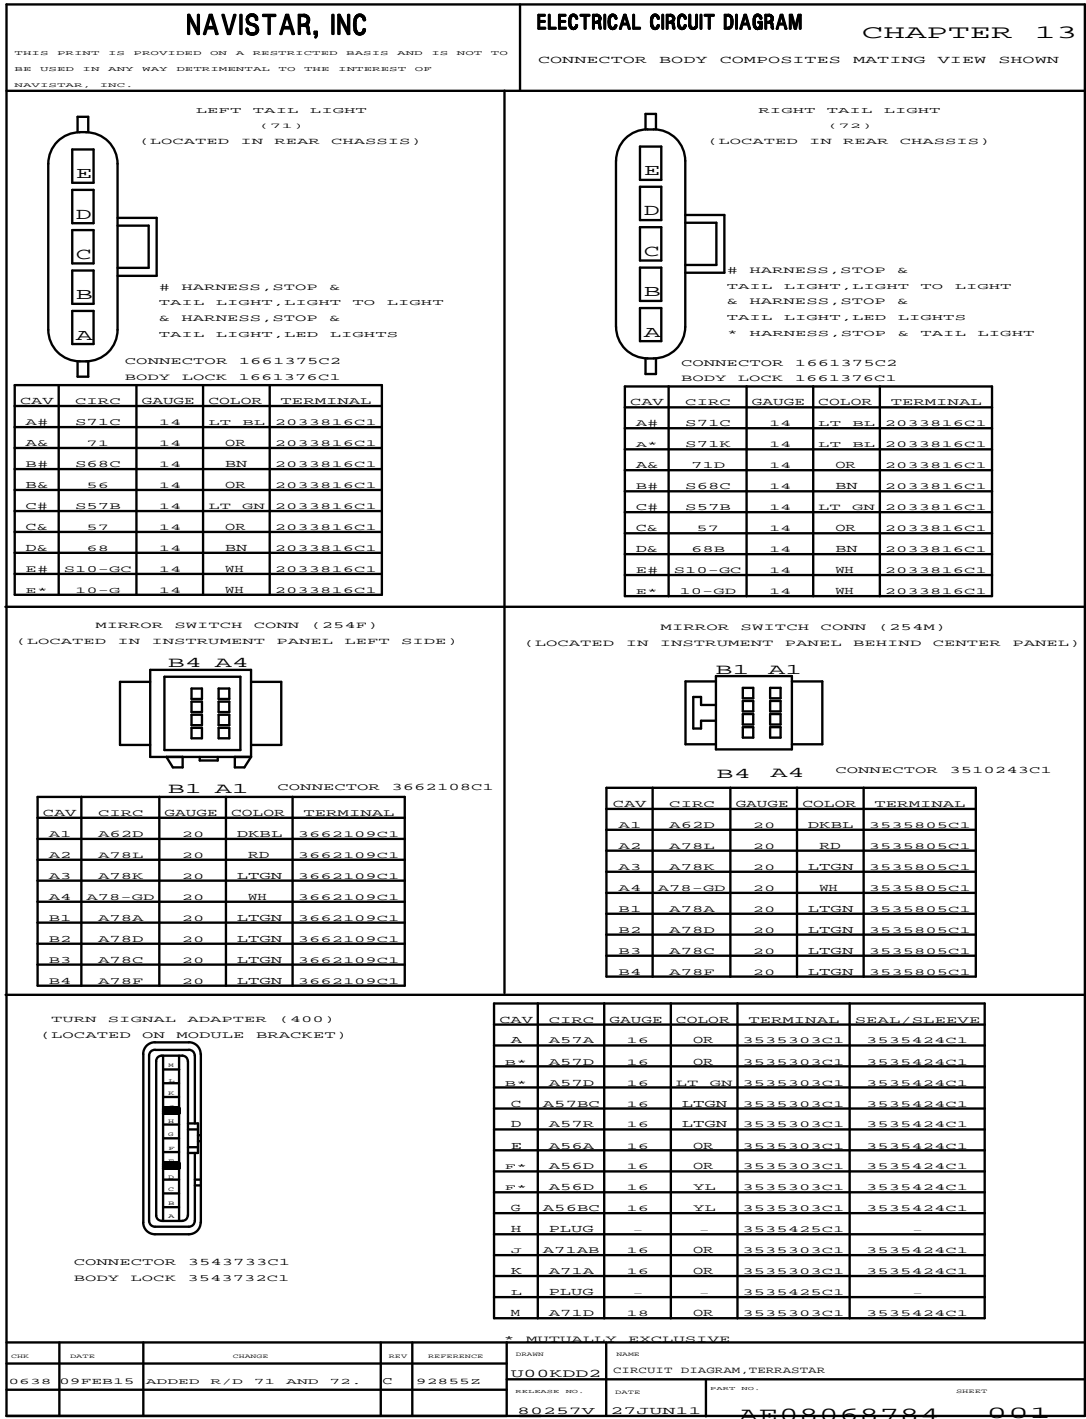 NAVISTAR, INC
THIS PRINT IS PROVIDED ON A RESTRICTED BASIS AND IS NOT TO
BE USED IN ANY WAY DETRIMENTAL TO THE INTEREST OF
NAVISTAR, INC.
ELECTRICAL CIRCUIT DIAGRAM
CHAPTER 13
CONNECTOR BODY COMPOSITES MATING VIEW SHOWN
LEFT TAIL LIGHT
(71)
(LOCATED IN REAR CHASSIS)
E
D
C
B
A
# HARNESS,STOP &
TAIL LIGHT,LIGHT TO LIGHT
& HARNESS,STOP &
TAIL LIGHT,LED LIGHTS
CONNECTOR 1661375C2
BODY LOCK 1661376C1
CAV CIRC GAUGE COLOR TERMINAL
A# S71C 14 LT BL 2033816C1
A& 71 14 OR 2033816C1
B# S68C 14 BN 2033816C1
B& 56 14 OR 2033816C1
C# S57B 14 LT GN 2033816C1
C& 57 14 OR 2033816C1
D& 68 14 BN 2033816C1
E# S10-GC 14 WH 2033816C1
E* 10-G 14 WH 2033816C1
RIGHT TAIL LIGHT
(72)
(LOCATED IN REAR CHASSIS)
E
D
C
B
A
# HARNESS,STOP &
TAIL LIGHT,LIGHT TO LIGHT
& HARNESS,STOP &
TAIL LIGHT,LED LIGHTS
* HARNESS,STOP & TAIL LIGHT
CONNECTOR 1661375C2
BODY LOCK 1661376C1
CAV CIRC GAUGE COLOR TERMINAL
A# S71C 14 LT BL 2033816C1
A* S71K 14 LT BL 2033816C1
A& 71D 14 OR 2033816C1
B# S68C 14 BN 2033816C1
C# S57B 14 LT GN 2033816C1
C& 57 14 OR 2033816C1
D& 68B 14 BN 2033816C1
E# S10-GC 14 WH 2033816C1
E* 10-GD 14 WH 2033816C1
MIRROR SWITCH CONN (254F)
(LOCATED IN INSTRUMENT PANEL LEFT SIDE)
B4 A4
B1 A1
CONNECTOR 3662108C1
CAV CIRC GAUGE COLOR TERMINAL
A1 A62D 20 DKBL 3662109C1
A2 A78L 20 RD 3662109C1
A3 A78K 20 LTGN 3662109C1
A4 A78-GD 20 WH 3662109C1
B1 A78A 20 LTGN 3662109C1
B2 A78D 20 LTGN 3662109C1
B3 A78C 20 LTGN 3662109C1
B4 A78F 20 LTGN 3662109C1
MIRROR SWITCH CONN (254M)
(LOCATED IN INSTRUMENT PANEL BEHIND CENTER PANEL)
B1 A1
B4 A4
CONNECTOR 3510243C1
CAV CIRC GAUGE COLOR TERMINAL
A1 A62D 20 DKBL 3535805C1
A2 A78L 20 RD 3535805C1
A3 A78K 20 LTGN 3535805C1
A4 A78-GD 20 WH 3535805C1
B1 A78A 20 LTGN 3535805C1
B2 A78D 20 LTGN 3535805C1
B3 A78C 20 LTGN 3535805C1
B4 A78F 20 LTGN 3535805C1
TURN SIGNAL ADAPTER (400)
(LOCATED ON MODULE BRACKET)
M
L
K
H
G
F
D
C
B
A
CONNECTOR 3543733C1
BODY LOCK 3543732C1
CAV CIRC GAUGE COLOR TERMINAL SEAL/SLEEVE
A A57A 16 OR 3535303C1 3535424C1
B* A57D 16 OR 3535303C1 3535424C1
B* A57D 16 LT GN 3535303C1 3535424C1
C A57BC 16 LTGN 3535303C1 3535424C1
D A57R 16 LTGN 3535303C1 3535424C1
E A56A 16 OR 3535303C1 3535424C1
F* A56D 16 OR 3535303C1 3535424C1
F* A56D 16 YL 3535303C1 3535424C1
G A56BC 16 YL 3535303C1 3535424C1
H PLUG - - 3535425C1 -
J A71AB 16 OR 3535303C1 3535424C1
K A71A 16 OR 3535303C1 3535424C1
L PLUG - - 3535425C1 -
M A71D 18 OR 3535303C1 3535424C1
* MUTUALLY EXCLUSIVE
CHK DATE CHANGE REV REFERENCE
0638 09FEB15 ADDED R/D 71 AND 72. C 92855Z
DRAWN
U00KDD2
NAME
CIRCUIT DIAGRAM,TERRASTAR
RELEASE NO.
80257V
DATE
27JUN11
PART NO.
AE08068784
SHEET
001